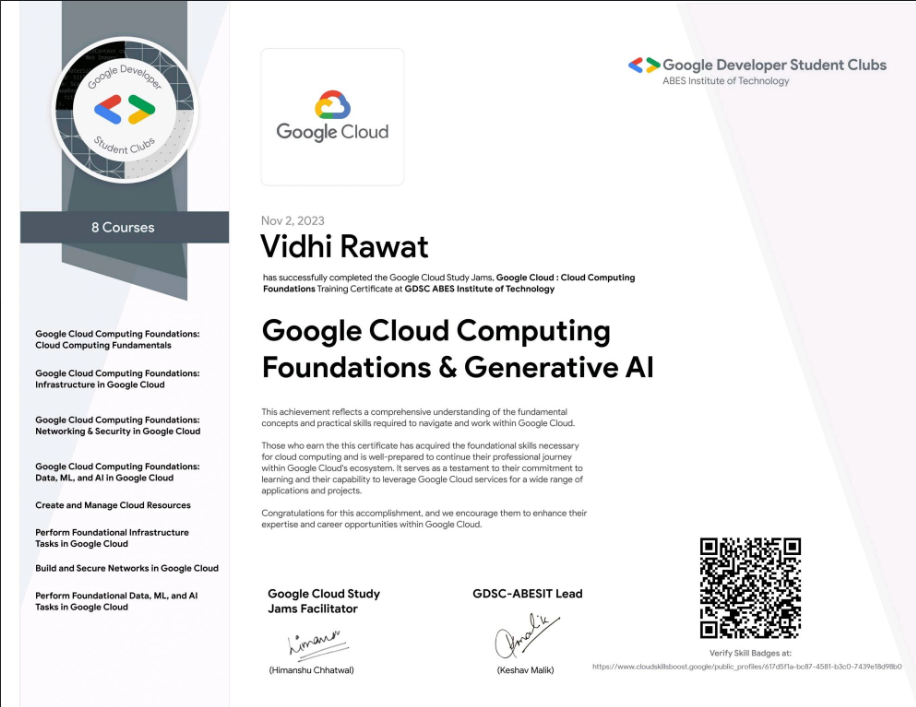 Google Developer
Student Clubs
8 Courses
Google Cloud Computing Foundations:
Cloud Computing Fundamentals
Google Cloud Computing Foundations:
Infrastructure in Google Cloud
Google Cloud Computing Foundations:
Networking & Security in Google Cloud
Google Cloud Computing Foundations:
Data, ML, and AI in Google Cloud
Create and Manage Cloud Resources
Perform Foundational Infrastructure
Tasks in Google Cloud
Build and Secure Networks in Google Cloud
Perform Foundational Data, ML, and AI
Tasks in Google Cloud
Google Cloud
Google Developer Student Clubs
ABES Institute of Technology
Nov 2, 2023
Vidhi Rawat
has successfully completed the Google Cloud Study Jams, Google Cloud : Cloud Computing
Foundations Training Certificate at GDSC ABES Institute of Technology
Google Cloud Computing
Foundations & Generative AI
This achievement reflects a comprehensive understanding of the fundamental
concepts and practical skills required to navigate and work within Google Cloud.
Those who earn the this certificate has acquired the foundational skills necessary
for cloud computing and is well-prepared to continue their professional journey
within Google Cloud's ecosystem. It serves as a testament to their commitment to
learning and their capability to leverage Google Cloud services for a wide range of
applications and projects.
Congratulations for this accomplishment, and we encourage them to enhance their
expertise and career opportunities within Google Cloud.
Google Cloud Study
Jams Facilitator
(Himanshu Chhatwal)
GDSC-ABESIT Lead
(Keshav Malik)
Verify Skill Badges at:
https://www.cloudskillsboost.google/public_profiles/617d5f1a-bc87-4581-b3c0-7439e18d98b0